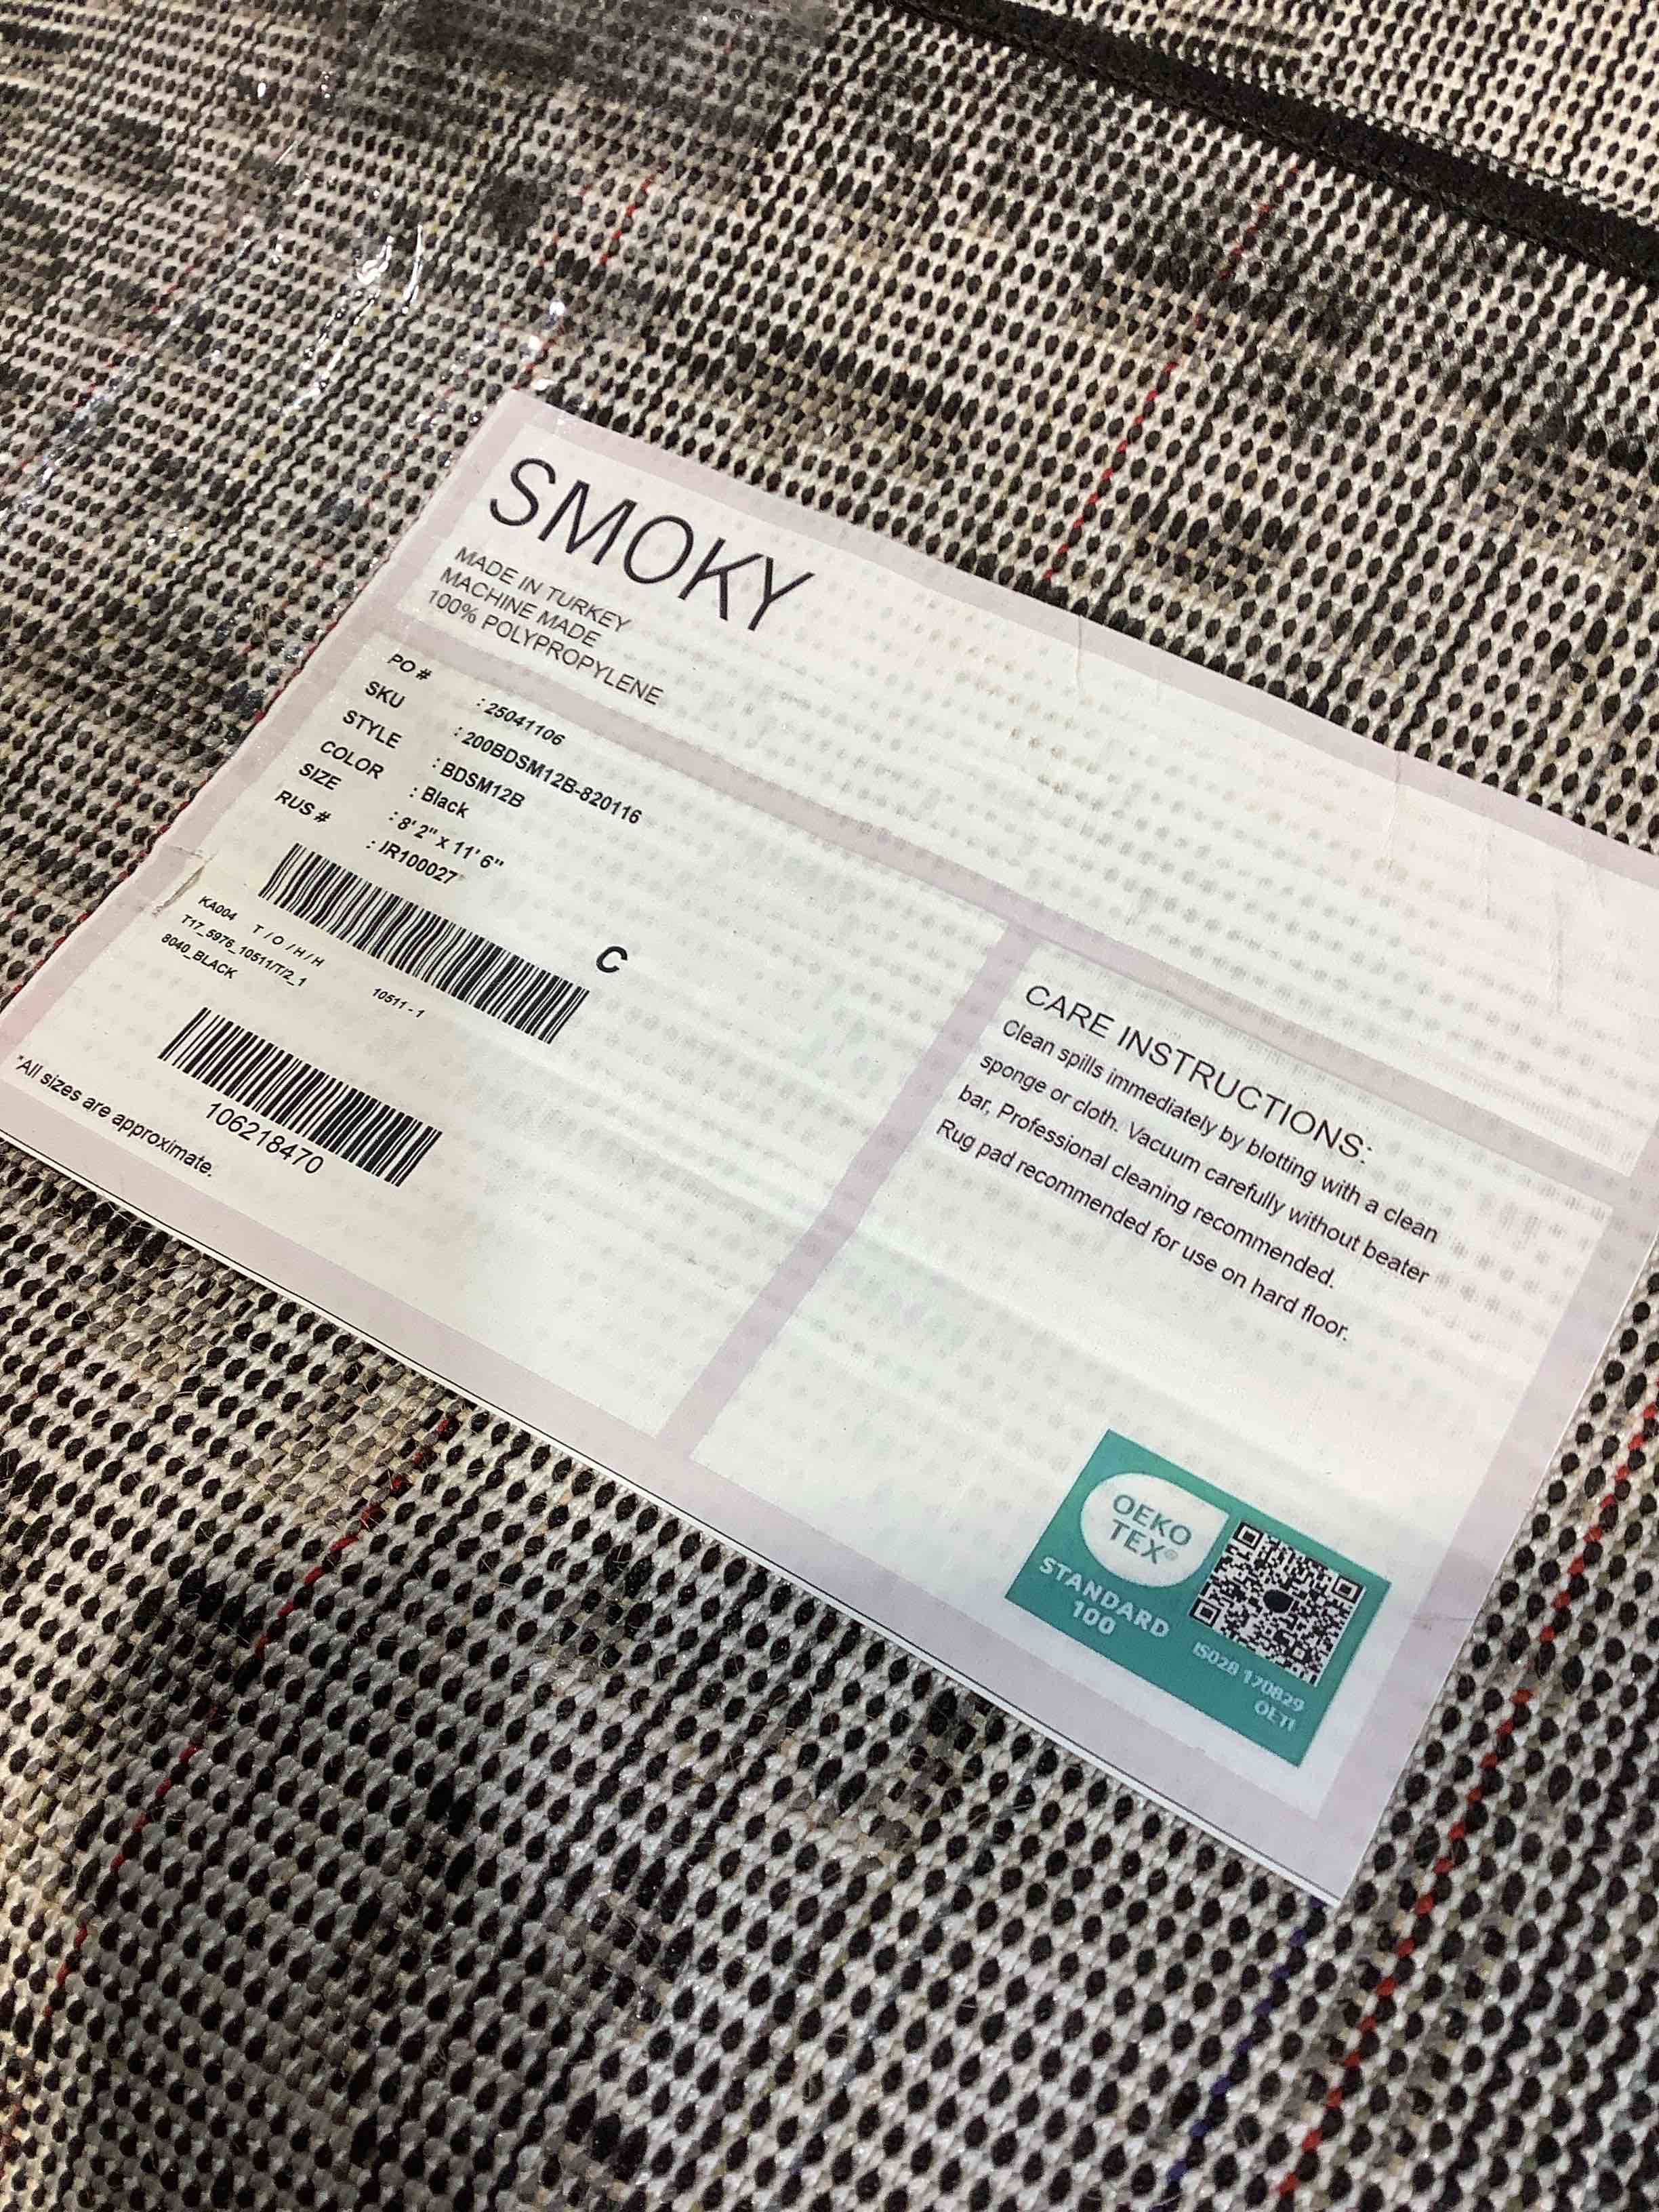 SMOKY
MADE IN TURKEY
MACHINE MADE
100% POLYPROPYLENE
PO # : 25041106
SKU : 200BDSM12B-820116
STYLE : BDSM12B
COLOR : Black
SIZE : 8' 2" x 11' 6"
RUS # : IR100027
C
KA004 T / O / H / H
T17_5976_10511/T/2_1 10511 - 1
8040_BLACK
106218470
*All sizes are approximate.
CARE INSTRUCTIONS:
Clean spills immediately by blotting with a clean
sponge or cloth. Vacuum carefully without beater
bar, Professional cleaning recommended.
Rug pad recommended for use on hard floor.
OEKO
TEX®
STANDARD
100
IS028 170829
OETI